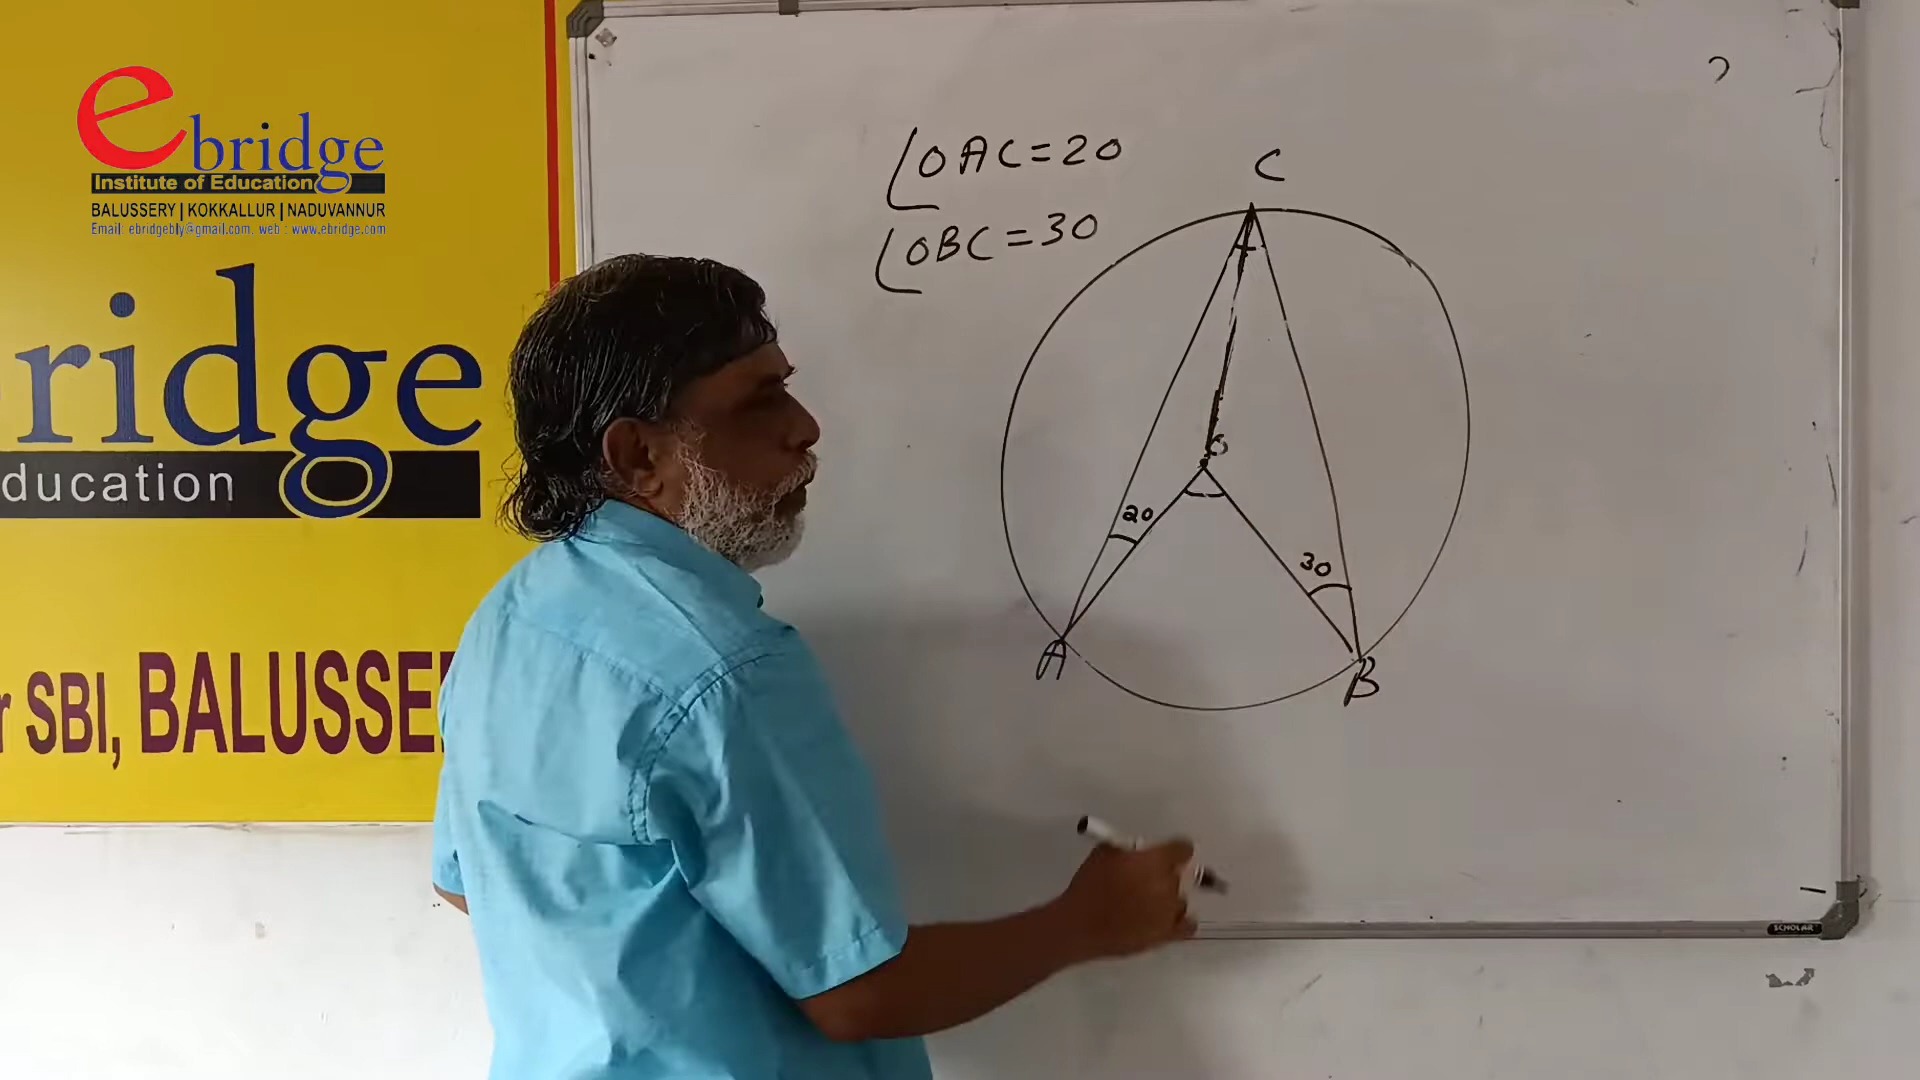 ebridge
Institute of Education
BALUSSERY | KOKKALLUR | NADUVANNUR
Email: ebridgebly@gmail.com, web : www.ebridge.com
ridge
ducation
r SBI, BALUSSE
∠OAC=20
∠OBC=30
C
O
20
30
A
B
SCHOLAR